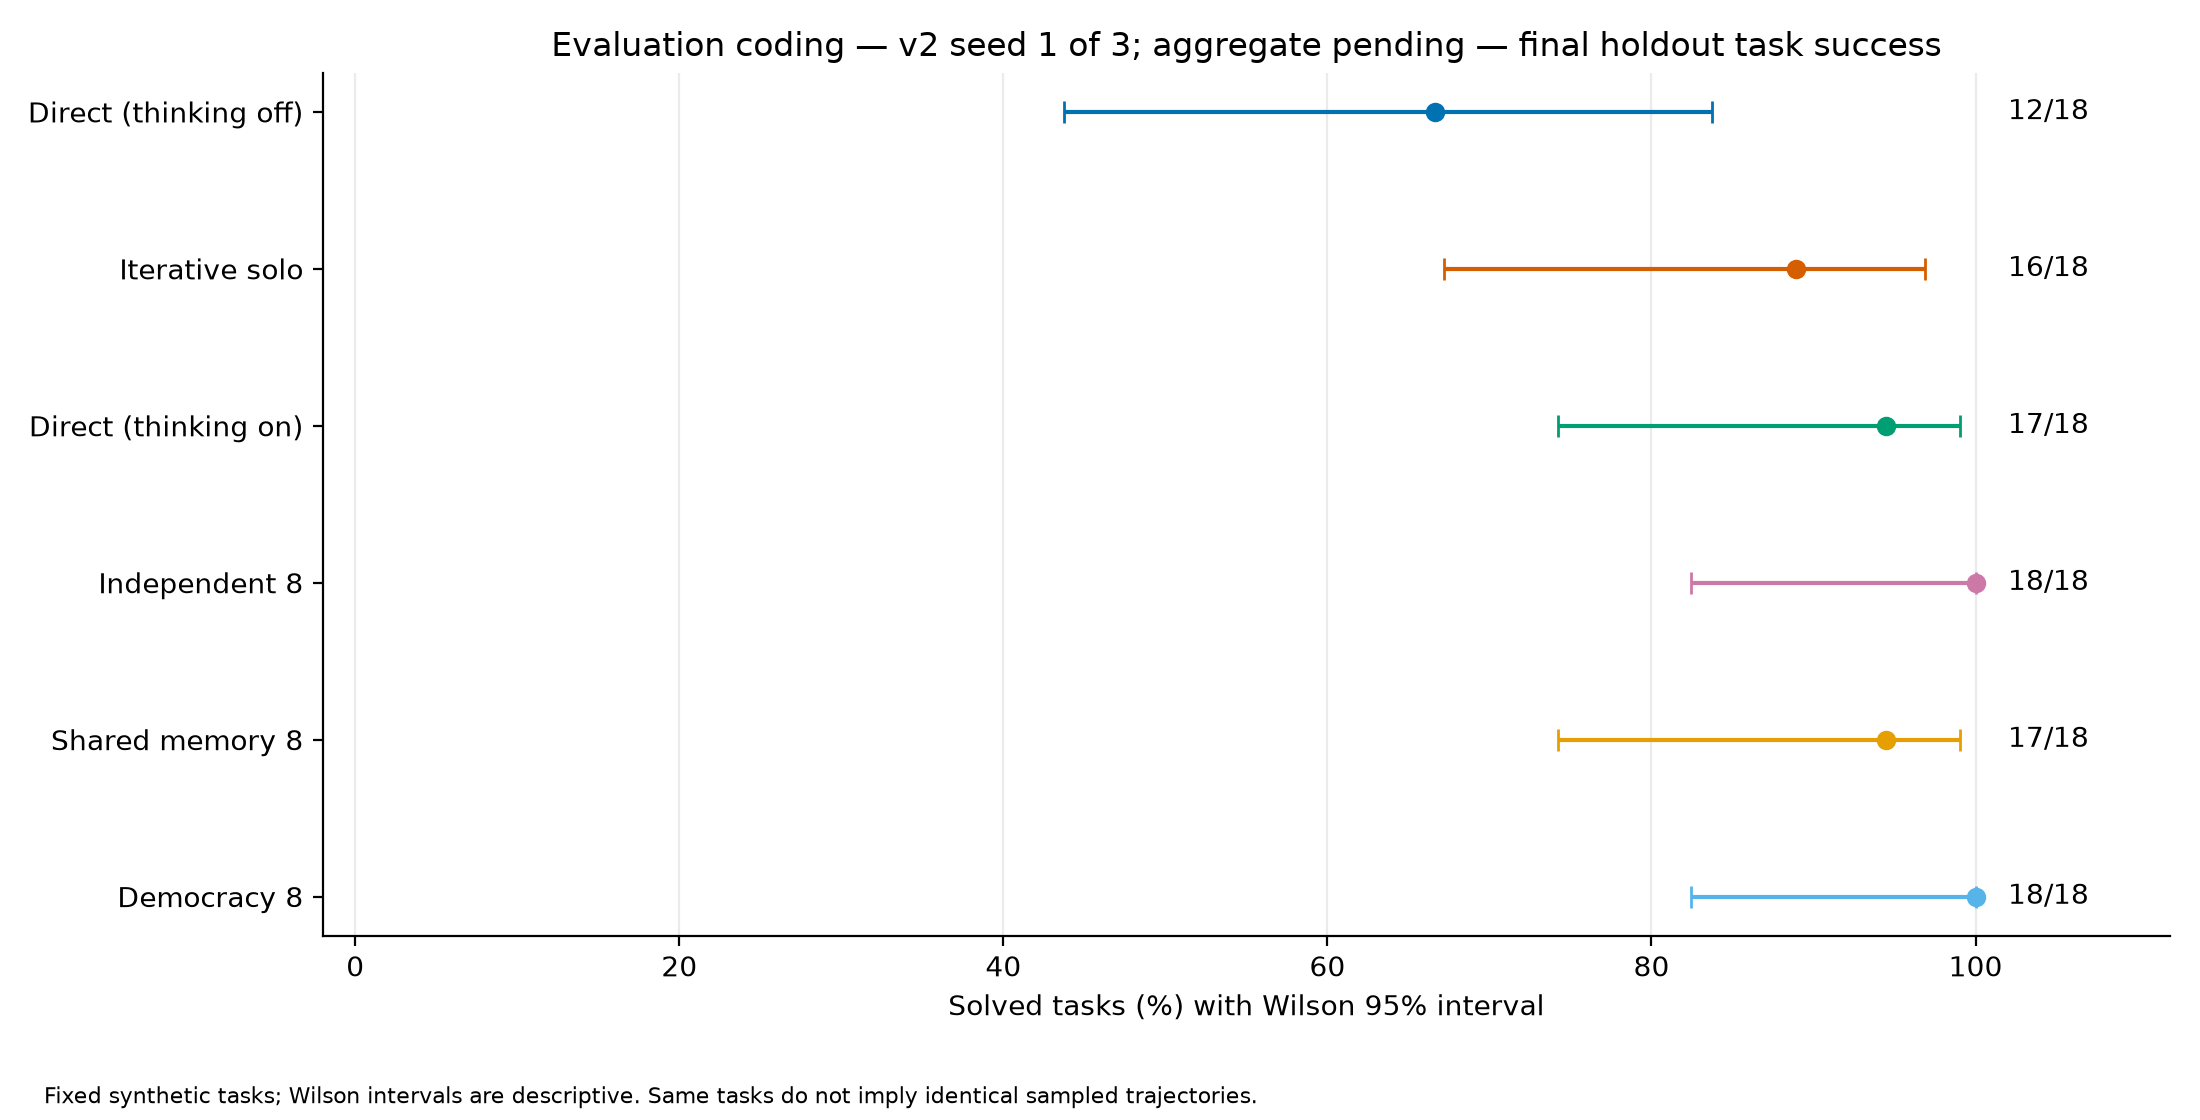 Evaluation coding — v2 seed 1 of 3; aggregate pending — final holdout task success
Direct (thinking off) 12/18
Iterative solo 16/18
Direct (thinking on) 17/18
Independent 8 18/18
Shared memory 8 17/18
Democracy 8 18/18
0 20 40 60 80 100
Solved tasks (%) with Wilson 95% interval
Fixed synthetic tasks; Wilson intervals are descriptive. Same tasks do not imply identical sampled trajectories.